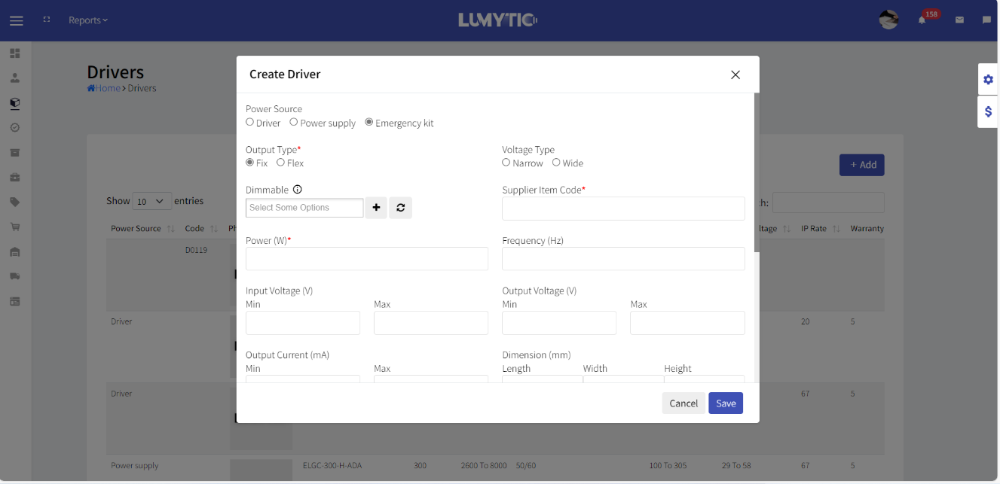 Reports
LUMYTIC
158
Create Driver
Drivers
Home > Drivers
Power Source
Driver Power supply Emergency kit
Output Type* Voltage Type
Fix Flex Narrow Wide
+ Add
Dimmable Supplier Item Code*
Show 10 entries
Select Some Options
h:
Power Source Code Ph ltage IP Rate Warranty
Power (W)* Frequency (Hz)
D0119
Input Voltage (V) Output Voltage (V)
Min Max Min Max
Driver 20 5
Output Current (mA) Dimension (mm)
Min Max Length Width Height
Driver 67 5
Cancel Save
Power supply ELGC-300-H-ADA 300 2600 To 8000 50/60 100 To 305 29 To 58 67 5